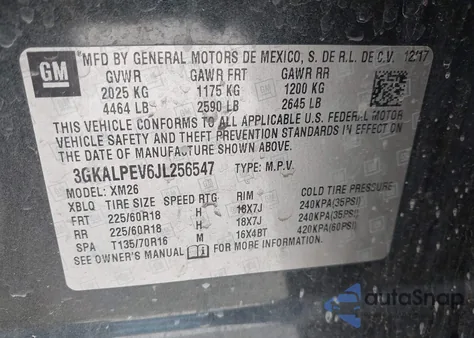 GM
MFD BY GENERAL MOTORS DE MEXICO, S. DE R.L. DE C.V. 12/17
GVWR GAWR FRT GAWR RR
2025 KG 1175 KG 1200 KG
4464 LB 2590 LB 2645 LB
THIS VEHICLE CONFORMS TO ALL APPLICABLE U.S. FEDERAL MOTOR
VEHICLE SAFETY AND THEFT PREVENTION STANDARDS IN EFFECT ON
THE DATE OF MANUFACTURE SHOWN ABOVE.
3GKALPEV6JL256547 TYPE: M.P.V.
MODEL: XM26
XBLQ TIRE SIZE SPEED RTG RIM COLD TIRE PRESSURE
FRT 225/60R18 H 18X7J 240KPA(35PSI)
RR 225/60R18 H 18X7J 240KPA(35PSI)
SPA T135/70R16 M 16X4BT 420KPA(60PSI)
SEE OWNER'S MANUAL
autoSnap